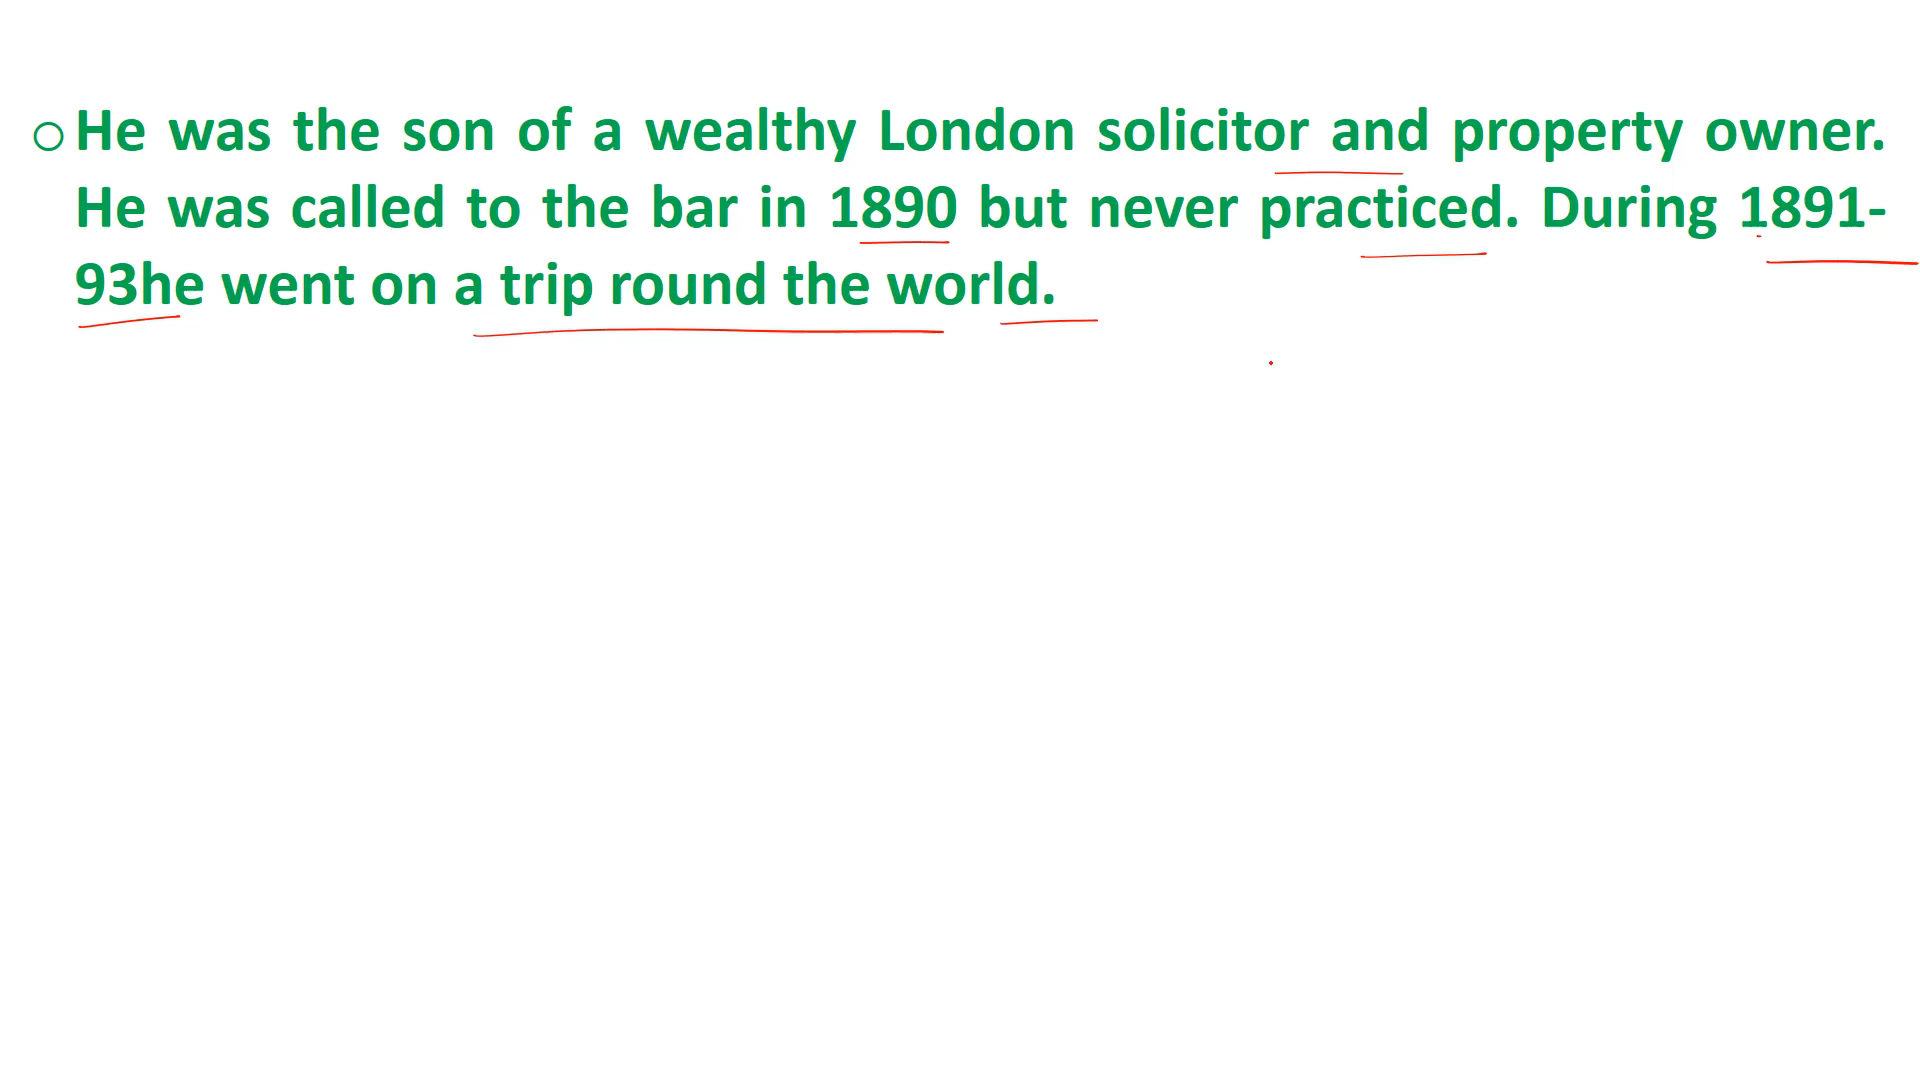 He was the son of a wealthy London solicitor and property owner.
He was called to the bar in 1890 but never practiced. During 1891-
93he went on a trip round the world.